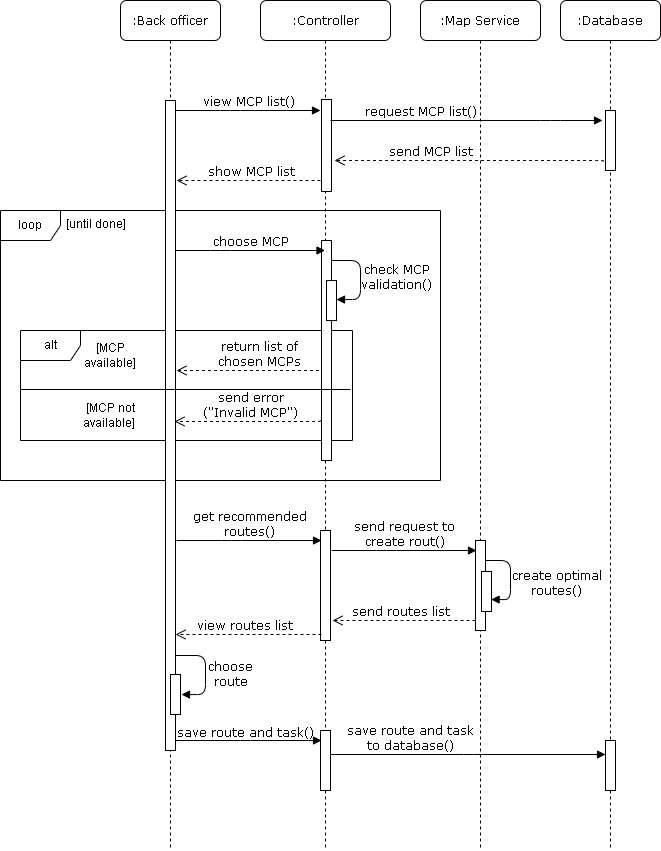 :Back officer
:Controller
:Map Service
:Database
view MCP list()
request MCP list()
send MCP list
show MCP list
loop
[until done]
choose MCP
check MCP
validation()
alt
[MCP
available]
return list of
chosen MCPs
[MCP not
available]
send error
("Invalid MCP")
get recommended
routes()
send request to
create rout()
create optimal
routes()
send routes list
view routes list
choose
route
save route and task()
save route and task
to database()